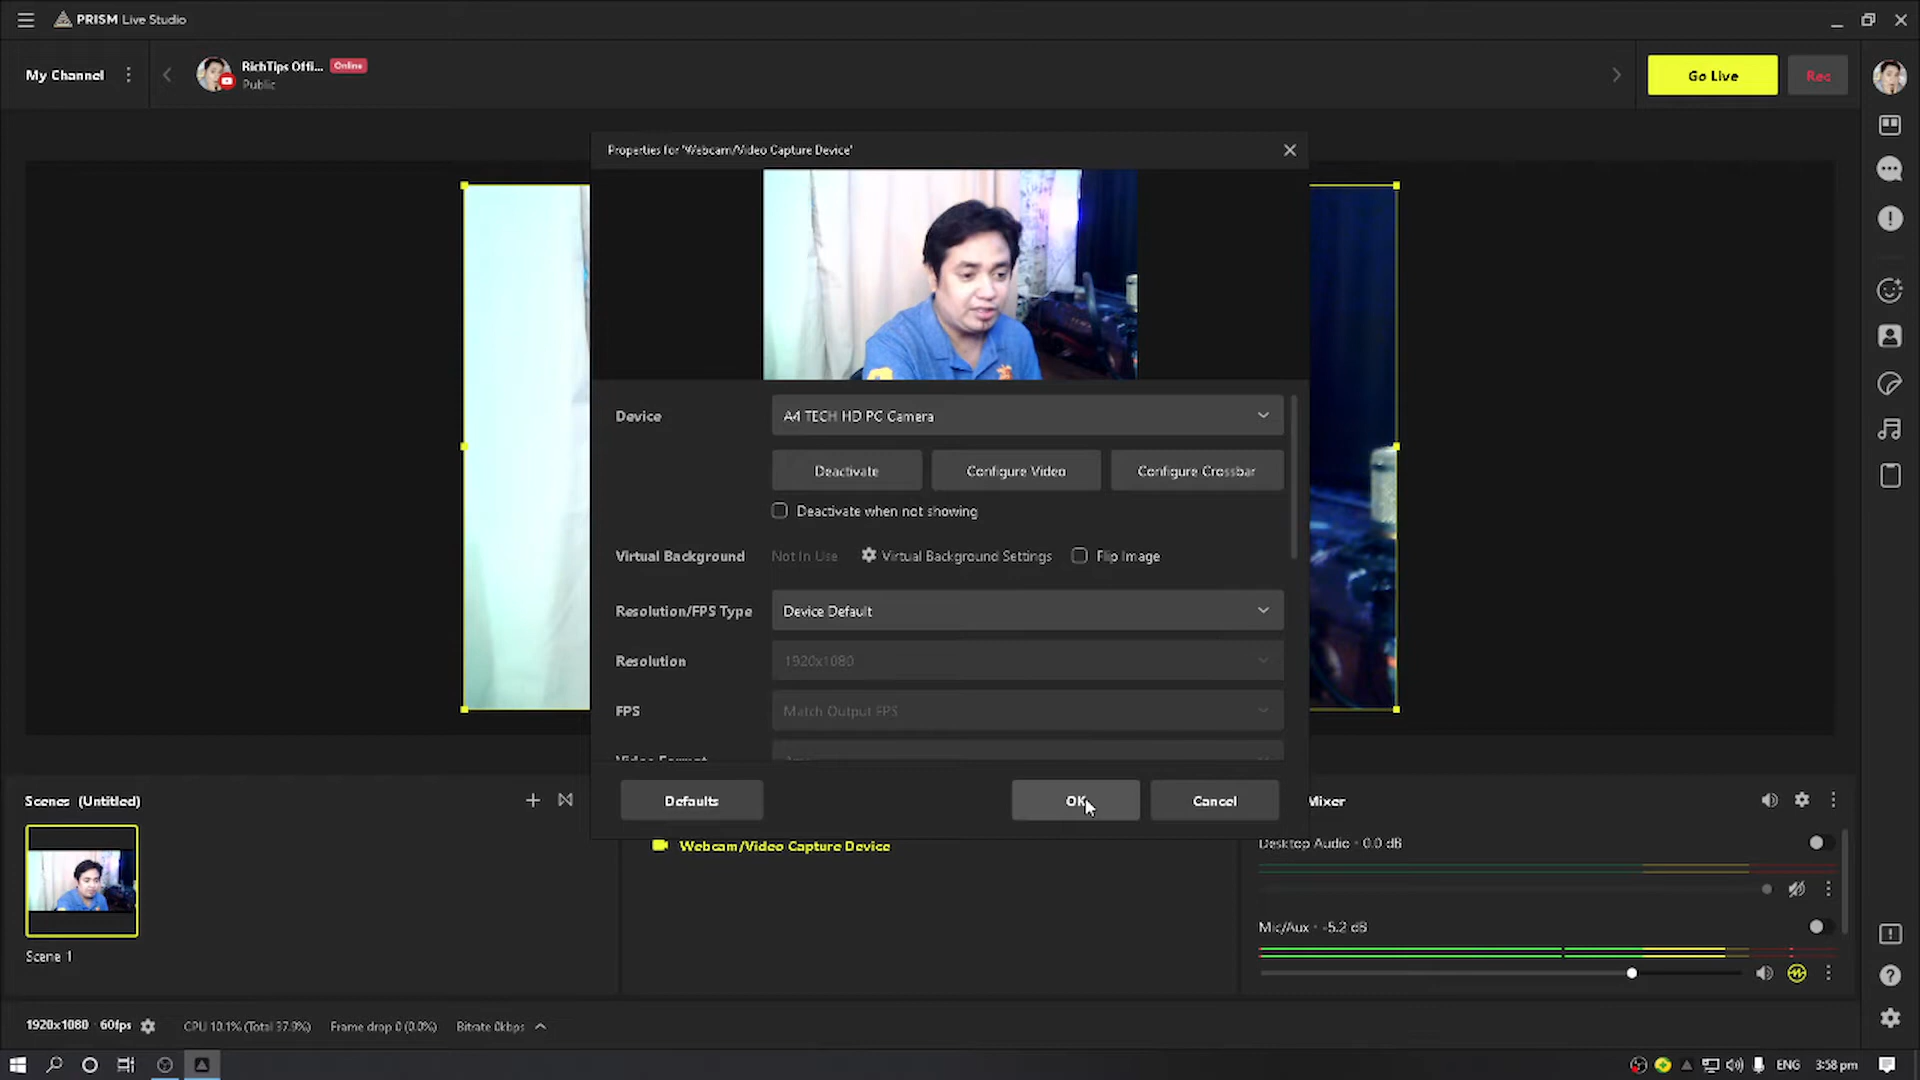 PRISM Live Studio
My Channel
RichTips Offi... Online
Public
Go Live
Rec
Properties for 'Webcam/Video Capture Device'
Device
A4 TECH HD PC Camera
Deactivate
Configure Video
Configure Crossbar
Deactivate when not showing
Virtual Background
Not In Use
Virtual Background Settings
Flip Image
Resolution/FPS Type
Device Default
Resolution
1920x1080
FPS
Match Output FPS
Video Format
Defaults
OK
Cancel
Scenes (Untitled)
Scene 1
Webcam/Video Capture Device
Mixer
Desktop Audio · 0.0 dB
Mic/Aux · -5.2 dB
1920x1080 · 60fps
CPU 10.1% (Total 37.9%)
Frame drop 0 (0.0%)
Bitrate 0kbps
ENG
3:58 pm